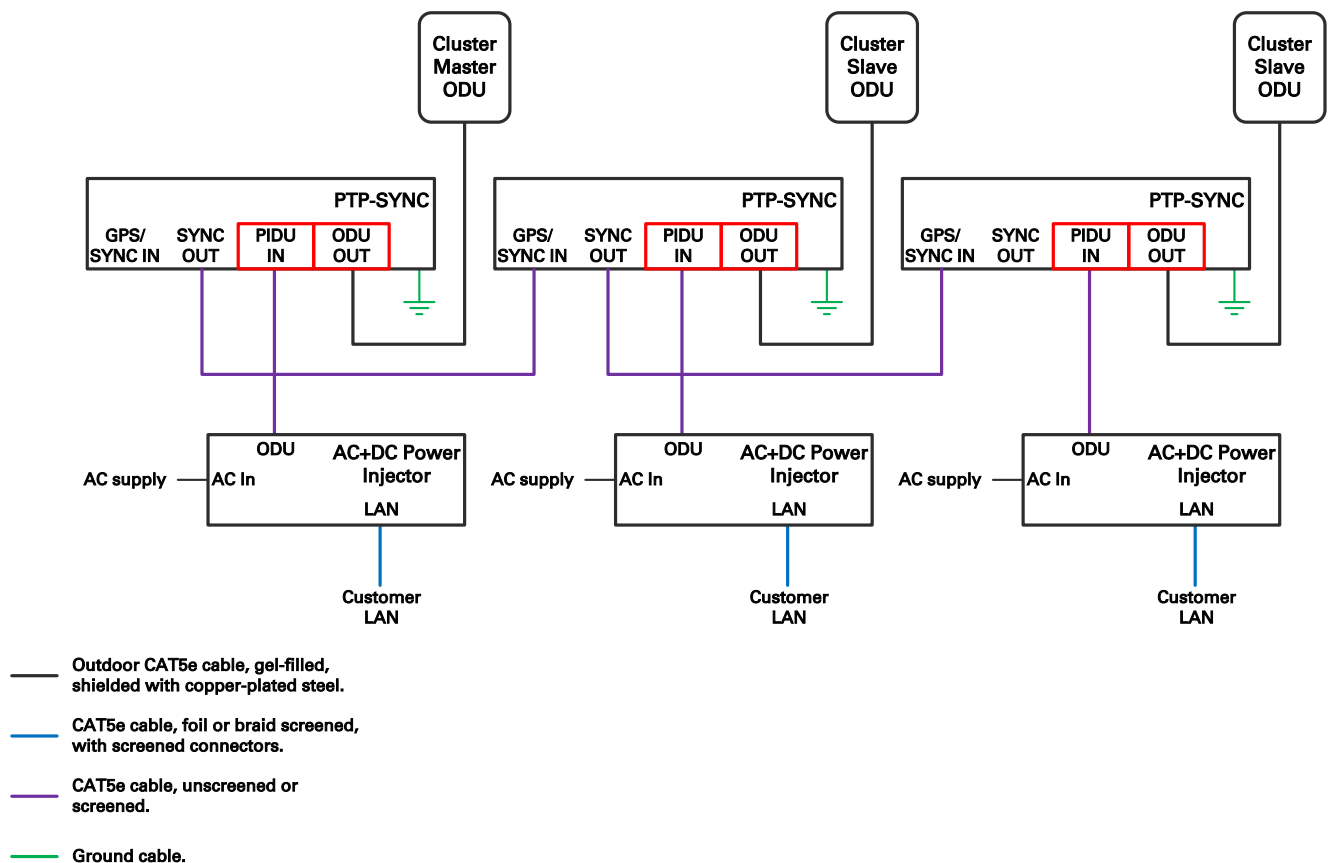 Cluster
Master
ODU
Cluster
Slave
ODU
Cluster
Slave
ODU
PTP-SYNC
GPS/
SYNC IN
SYNC
OUT
PIDU
IN
ODU
OUT
PTP-SYNC
GPS/
SYNC IN
SYNC
OUT
PIDU
IN
ODU
OUT
PTP-SYNC
GPS/
SYNC IN
SYNC
OUT
PIDU
IN
ODU
OUT
AC supply
ODU
AC In
AC+DC Power
Injector
LAN
Customer
LAN
AC supply
ODU
AC In
AC+DC Power
Injector
LAN
Customer
LAN
AC supply
ODU
AC In
AC+DC Power
Injector
LAN
Customer
LAN
Outdoor CAT5e cable, gel-filled,
shielded with copper-plated steel.
CAT5e cable, foil or braid screened,
with screened connectors.
CAT5e cable, unscreened or
screened.
Ground cable.